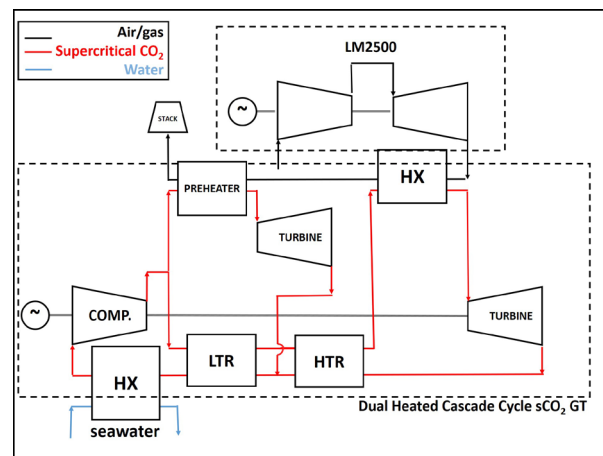 Air/gas
Supercritical CO₂
Water
LM2500
~
STACK
PREHEATER
HX
TURBINE
~
COMP.
TURBINE
LTR
HTR
HX
seawater
Dual Heated Cascade Cycle sCO₂ GT